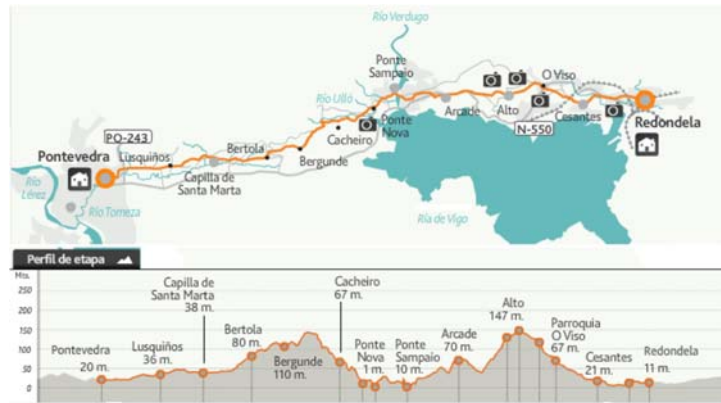 Río Verdugo
Ponte
Sampaio
O Viso
Río Ulló
PO-243
Arcade
Alto
Cesantes
Redondela
Pontevedra
Lusquiños
Bertola
Cacheiro
Ponte
Nova
N-550
Bergunde
Capilla de
Santa Marta
Río
Lérez
Río Tomeza
Ría de Vigo
Perfil de etapa
Mts.
250
200
150
100
50
0
Pontevedra
20 m.
Lusquiños
36 m.
Capilla de
Santa Marta
38 m.
Bertola
80 m.
Bergunde
110 m.
Cacheiro
67 m.
Ponte
Nova
1 m.
Ponte
Sampaio
10 m.
Arcade
70 m.
Alto
147 m.
Parroquia
O Viso
67 m.
Cesantes
21 m.
Redondela
11 m.